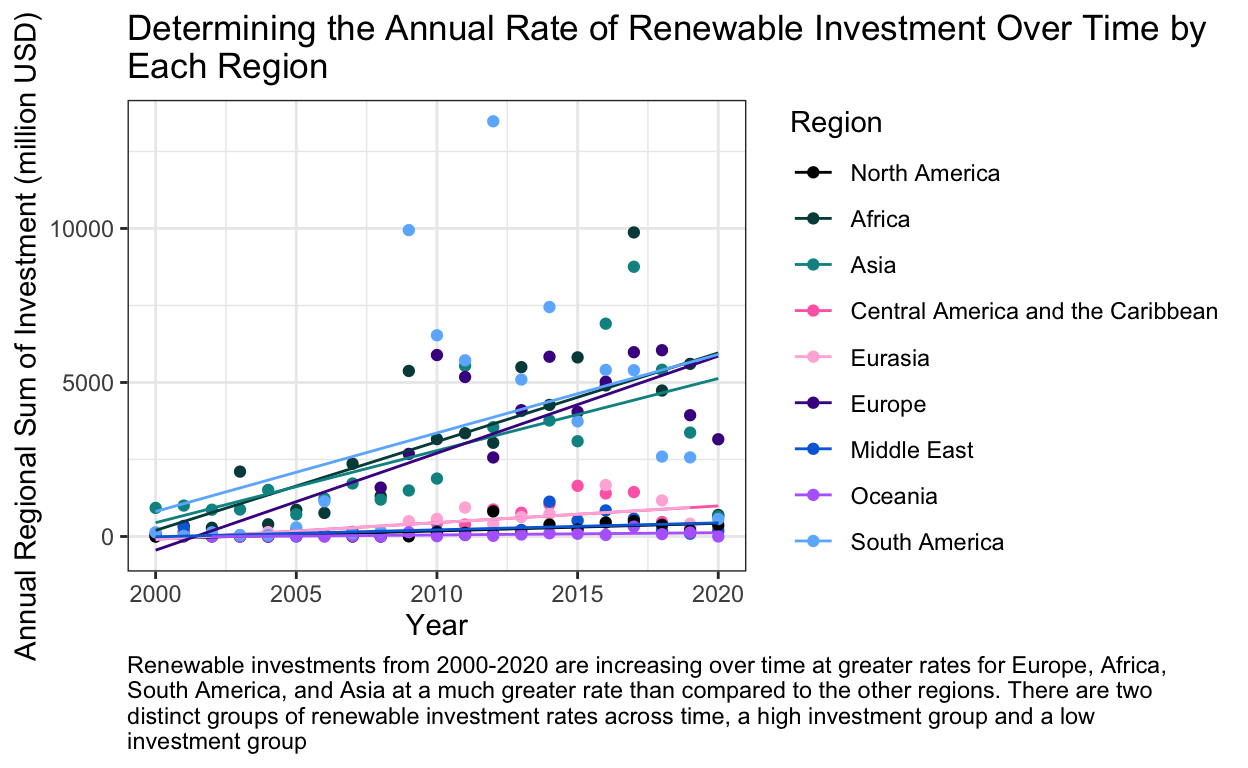 Determining the Annual Rate of Renewable Investment Over Time by
Each Region
Annual Regional Sum of Investment (million USD)
10000
5000
0
2000 2005 2010 2015 2020
Year
Region
North America
Africa
Asia
Central America and the Caribbean
Eurasia
Europe
Middle East
Oceania
South America
Renewable investments from 2000-2020 are increasing over time at greater rates for Europe, Africa,
South America, and Asia at a much greater rate than compared to the other regions. There are two
distinct groups of renewable investment rates across time, a high investment group and a low
investment group